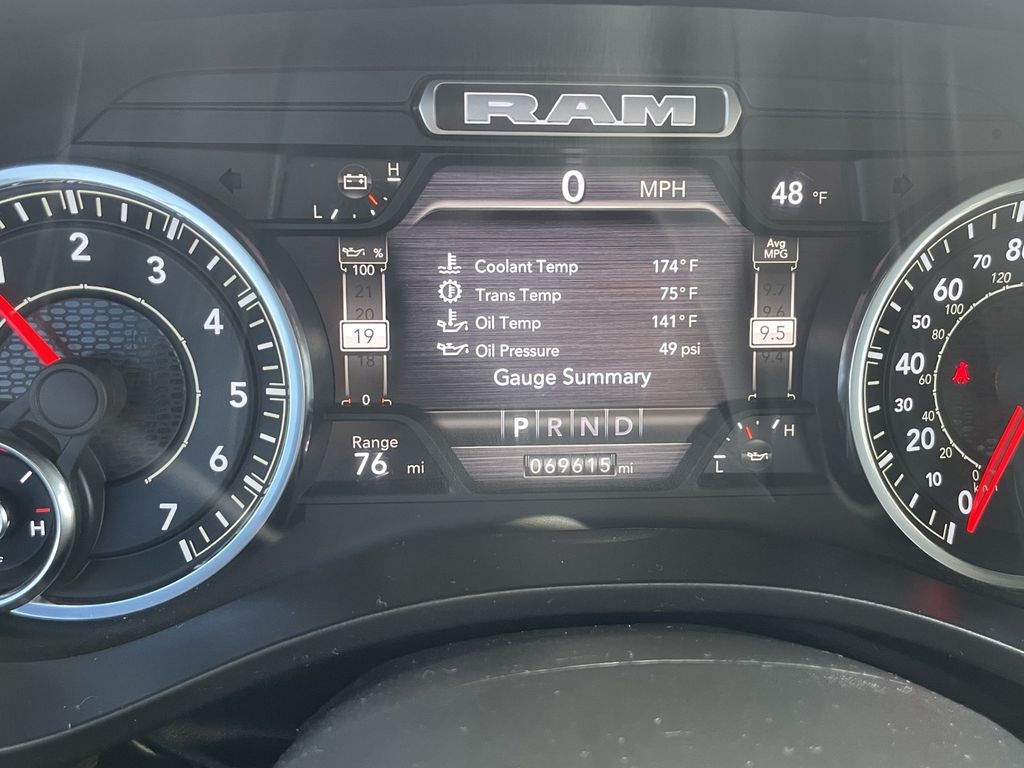 RAM
0 MPH
48 °F
H
L
%
100
21
20
19
18
0
Coolant Temp 174°F
Trans Temp 75°F
Oil Temp 141°F
Oil Pressure 49 psi
Gauge Summary
Avg
MPG
9.7
9.6
9.5
9.4
P R N D
069615 mi
Range
76 mi
H
L
2
3
4
5
6
7
H
80
70
60
50
40
30
20
10
0
120
100
80
60
40
20
0